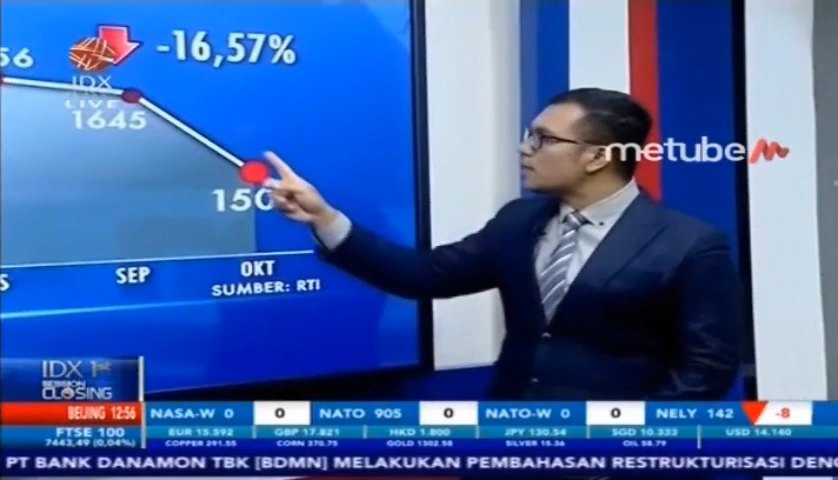 56
-16,57%
IDX
LIVE
1645
metube
150
SEP
OKT
SUMBER: RTI
IDX 1st
SESSION
CLOSING
BEIJING 12:56
NASA-W 0 0 NATO 905 0 NATO-W 0 0 NELY 142 -8
FTSE 100
7443,49 (0,04%)
EUR 15.592 GBP 17.821 HKD 1.800 JPY 130.54 SGD 10.333 USD 14.140
COPPER 291.55 CORN 370.75 GOLD 1302.58 SILVER 15.36 OIL 58.79
PT BANK DANAMON TBK [BDMN] MELAKUKAN PEMBAHASAN RESTRUKTURISASI DENG